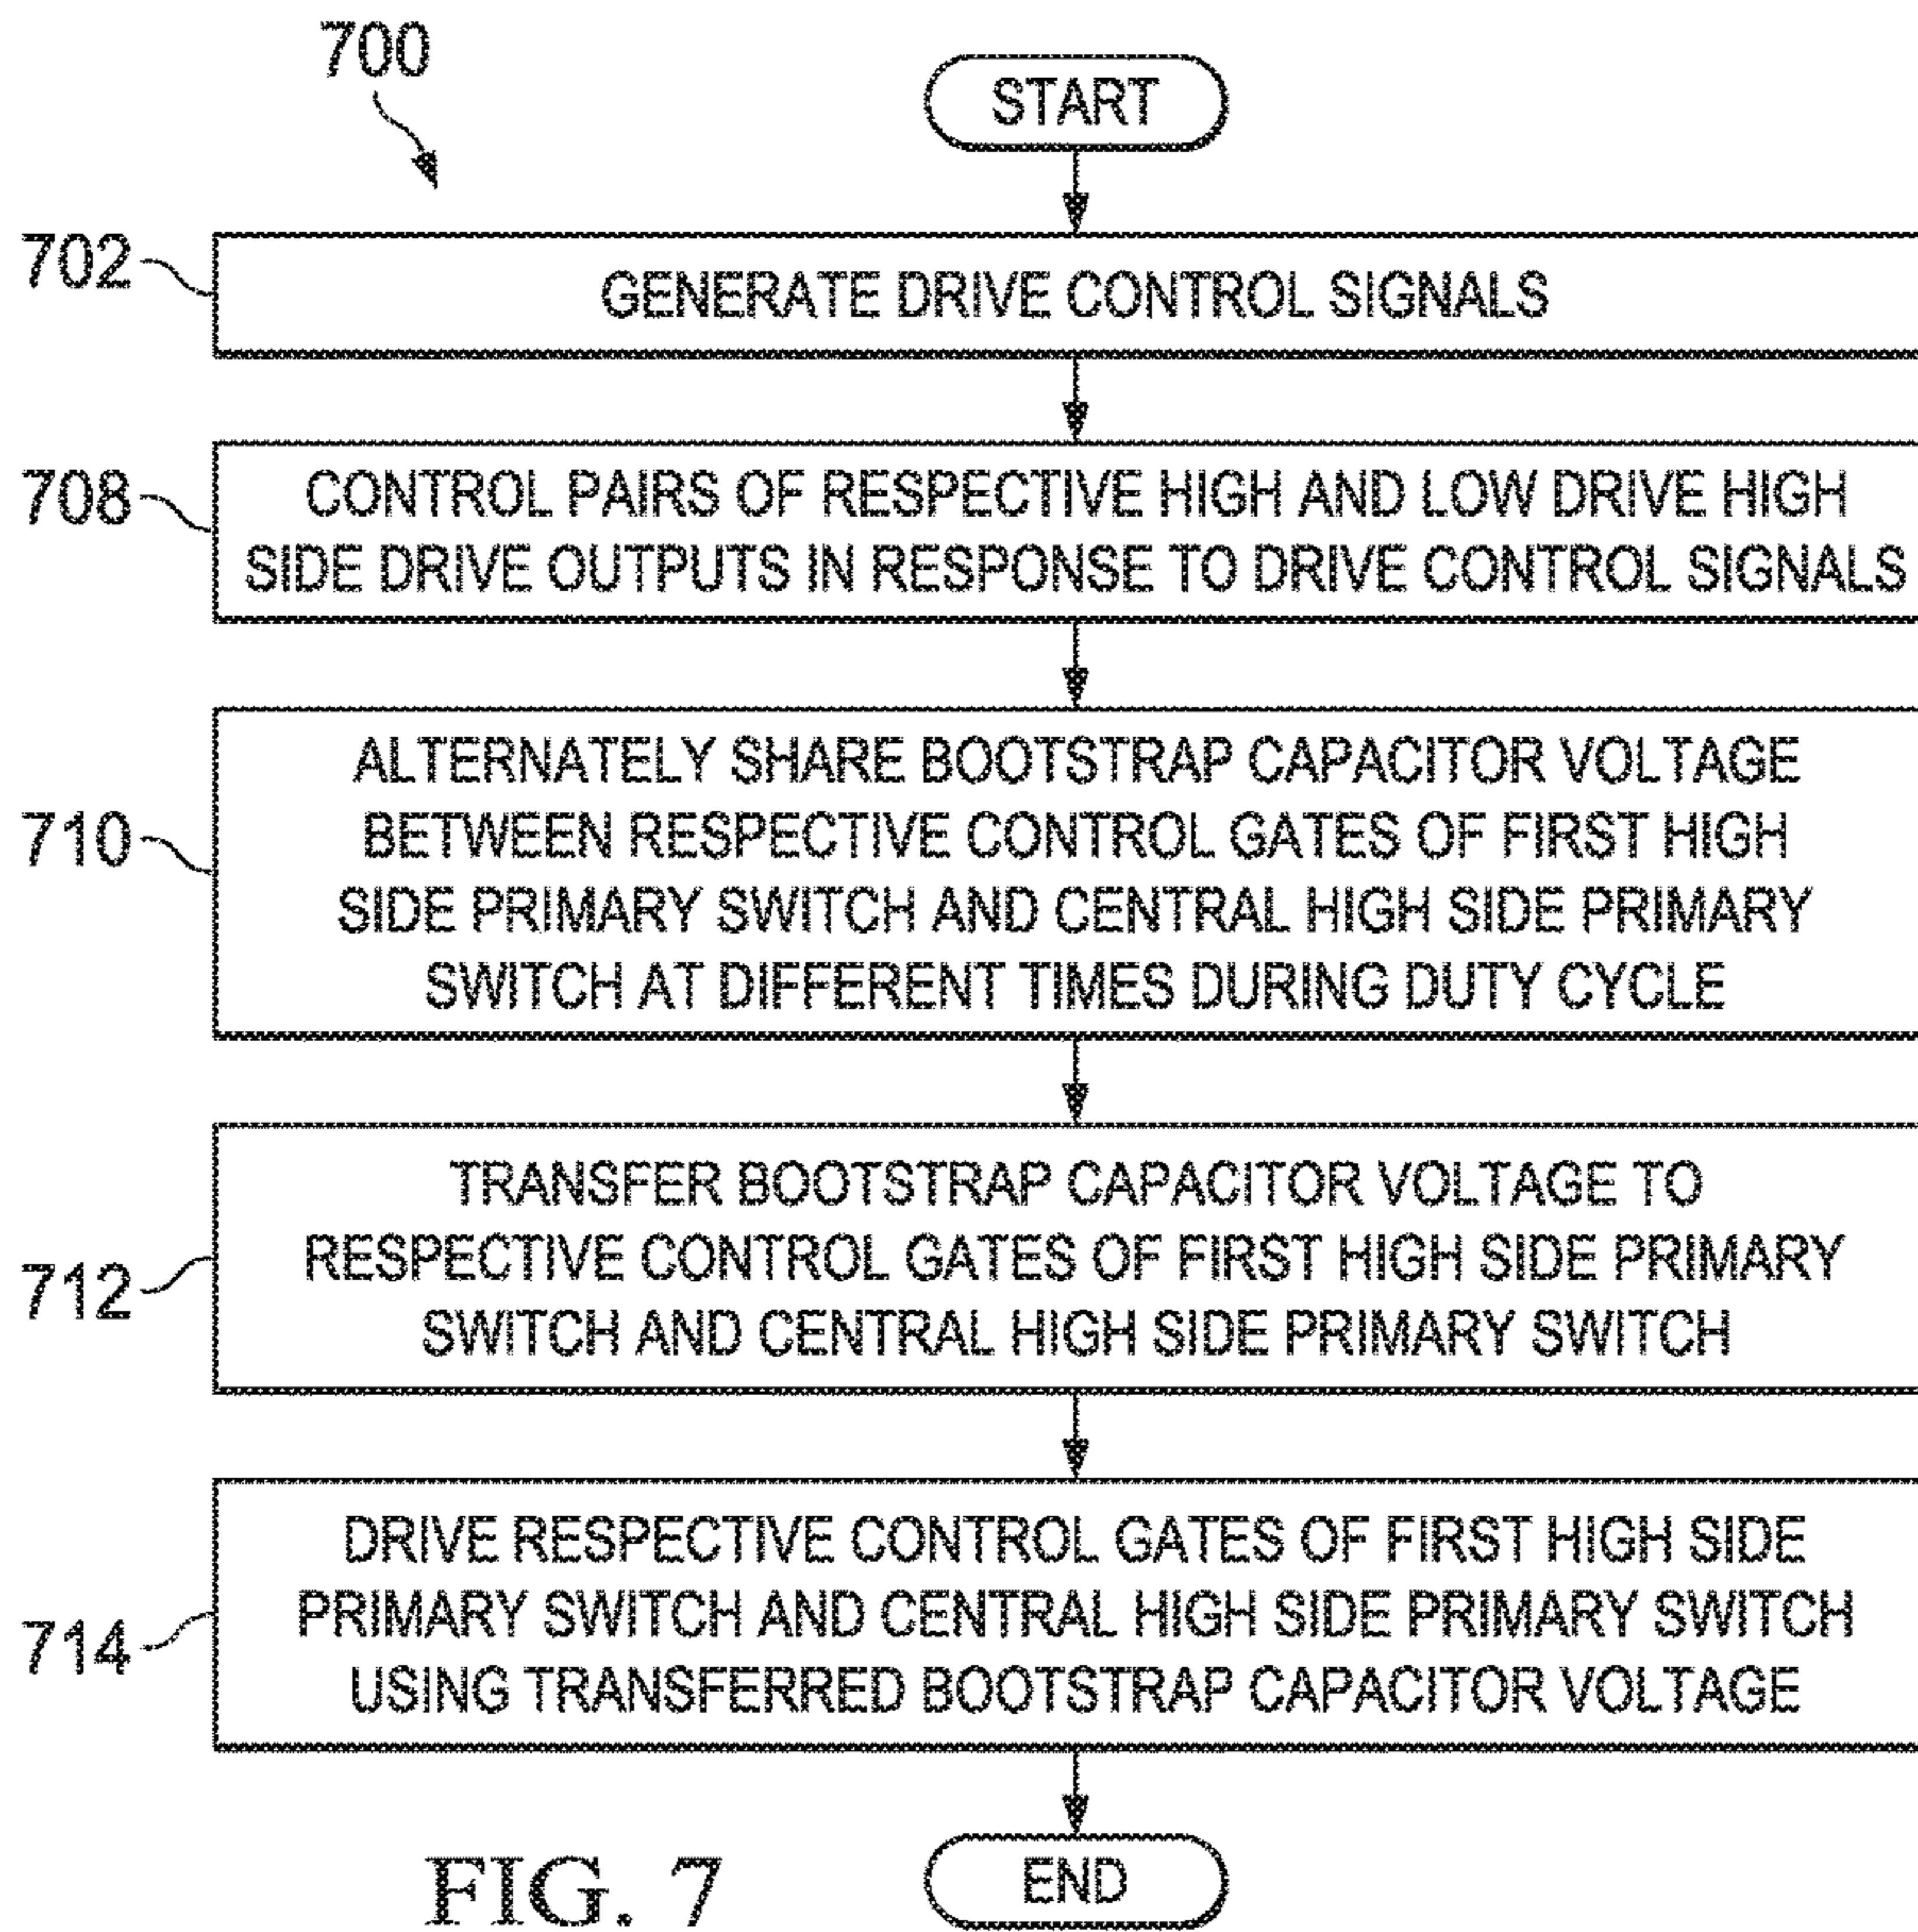 700
START
702
GENERATE DRIVE CONTROL SIGNALS
708
CONTROL PAIRS OF RESPECTIVE HIGH AND LOW DRIVE HIGH
SIDE DRIVE OUTPUTS IN RESPONSE TO DRIVE CONTROL SIGNALS
710
ALTERNATELY SHARE BOOTSTRAP CAPACITOR VOLTAGE
BETWEEN RESPECTIVE CONTROL GATES OF FIRST HIGH
SIDE PRIMARY SWITCH AND CENTRAL HIGH SIDE PRIMARY
SWITCH AT DIFFERENT TIMES DURING DUTY CYCLE
712
TRANSFER BOOTSTRAP CAPACITOR VOLTAGE TO
RESPECTIVE CONTROL GATES OF FIRST HIGH SIDE PRIMARY
SWITCH AND CENTRAL HIGH SIDE PRIMARY SWITCH
714
DRIVE RESPECTIVE CONTROL GATES OF FIRST HIGH SIDE
PRIMARY SWITCH AND CENTRAL HIGH SIDE PRIMARY SWITCH
USING TRANSFERRED BOOTSTRAP CAPACITOR VOLTAGE
END
FIG. 7